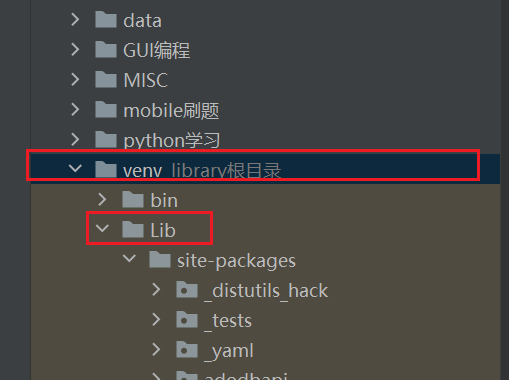 data
GUI编程
MISC
mobile刷题
python学习
venv library根目录
bin
Lib
site-packages
_distutils_hack
_tests
_yaml
adodbapi